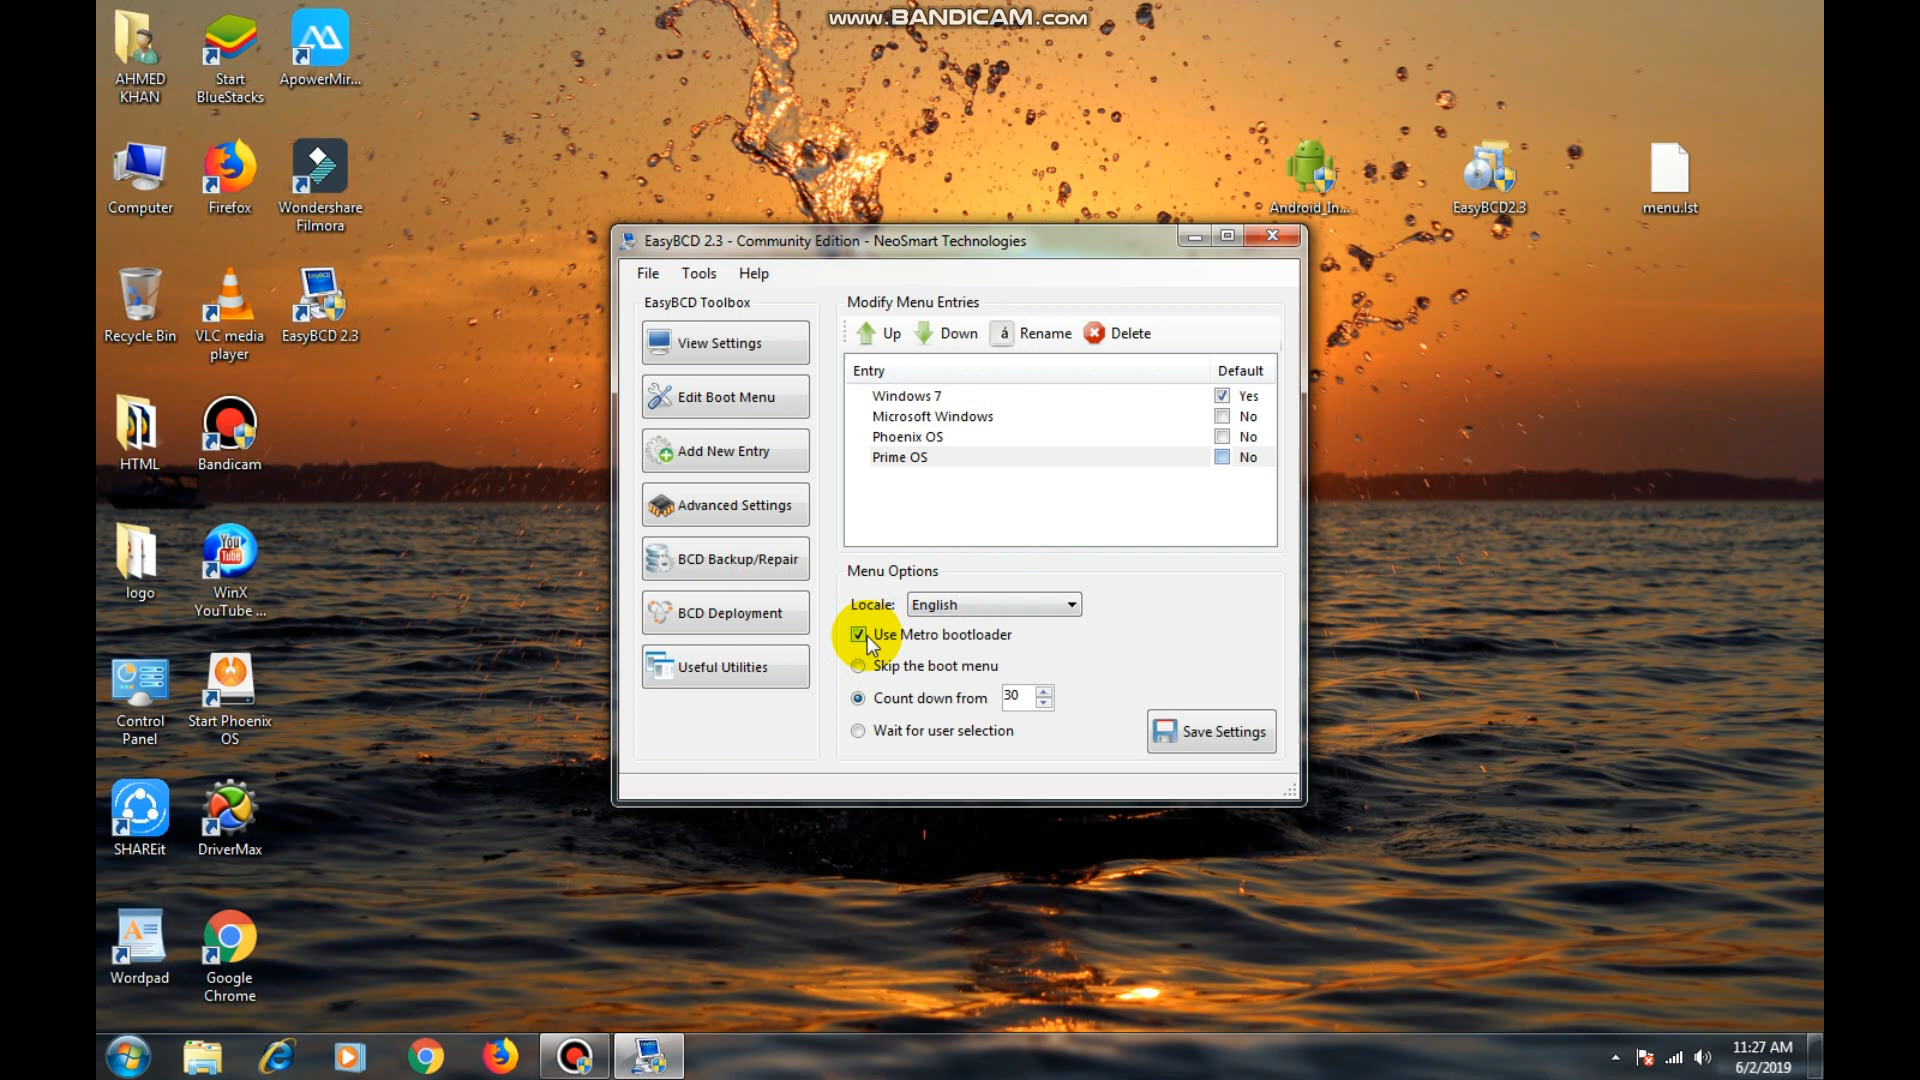 www.BANDICAM.com
AHMED
KHAN
Start
BlueStacks
ApowerMir...
Computer
Firefox
Wondershare
Filmora
Recycle Bin
VLC media
player
EasyBCD 2.3
HTML
Bandicam
logo
You
Tube
WinX
YouTube ...
Control
Panel
Start Phoenix
OS
SHAREit
DriverMax
Wordpad
Google
Chrome
Android_In...
EasyBCD2.3
menu.lst
EasyBCD 2.3 - Community Edition - NeoSmart Technologies
File Tools Help
EasyBCD Toolbox
View Settings
Edit Boot Menu
Add New Entry
Advanced Settings
BCD Backup/Repair
BCD Deployment
Useful Utilities
Modify Menu Entries
Up Down á Rename Delete
Entry Default
Windows 7 Yes
Microsoft Windows No
Phoenix OS No
Prime OS No
Menu Options
Locale: English
Use Metro bootloader
Skip the boot menu
Count down from 30
Wait for user selection
Save Settings
11:27 AM
6/2/2019